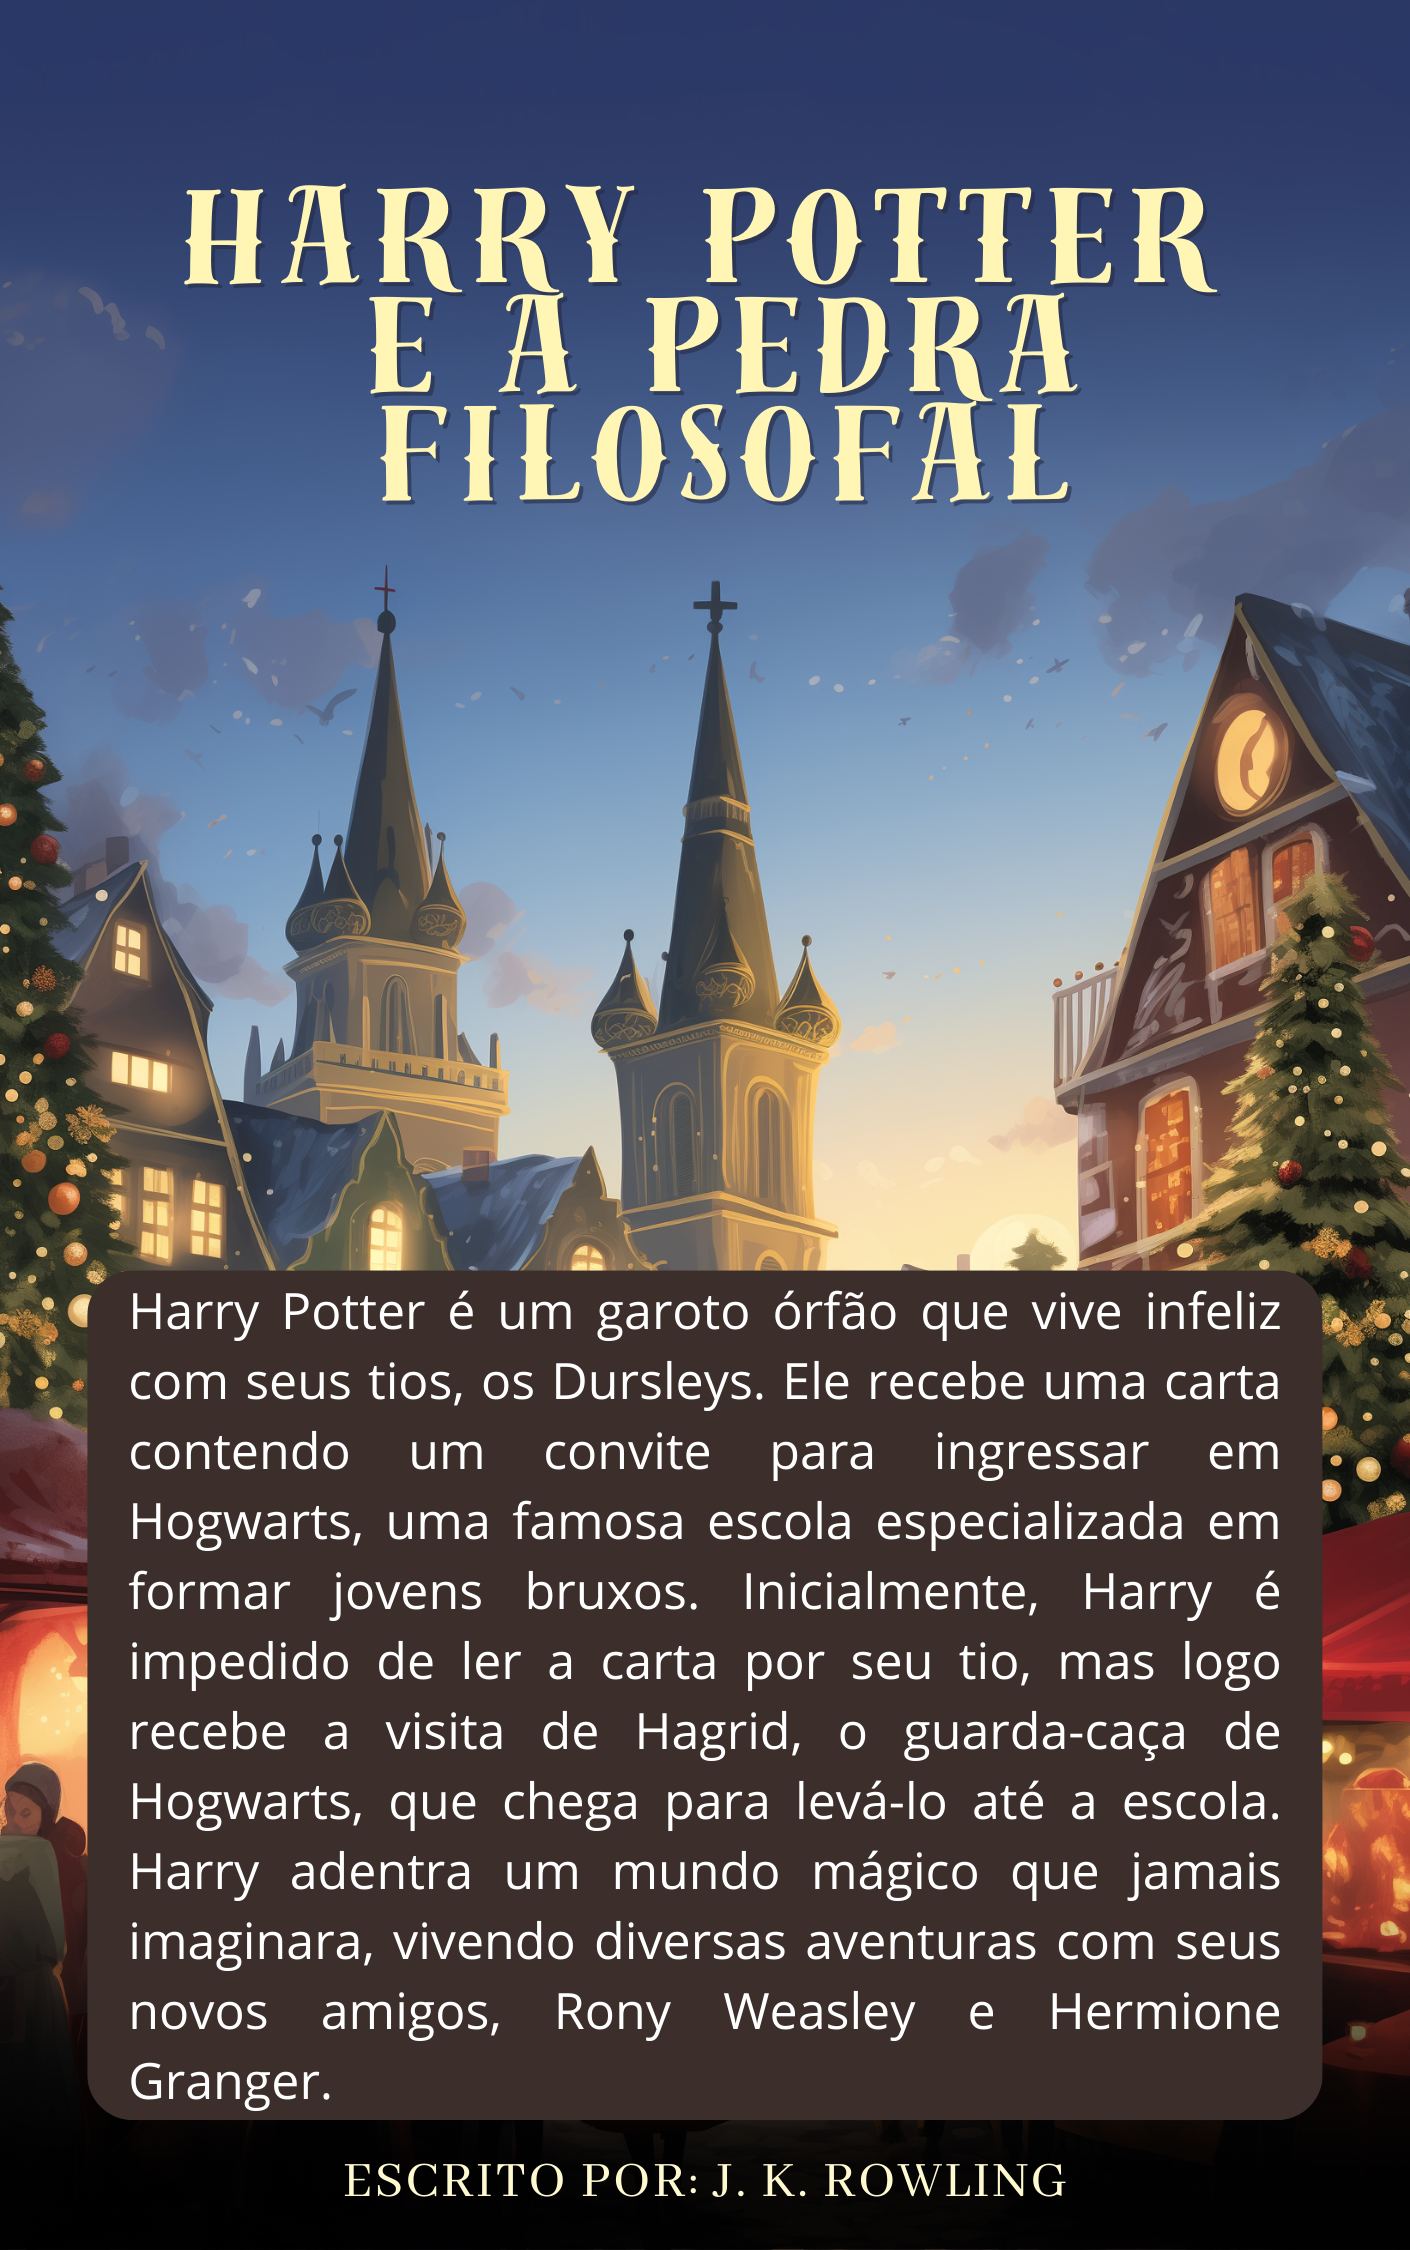 HARRY POTTER
E A PEDRA
FILOSOFAL
Harry Potter é um garoto órfão que vive infeliz
com seus tios, os Dursleys. Ele recebe uma carta
contendo um convite para ingressar em
Hogwarts, uma famosa escola especializada em
formar jovens bruxos. Inicialmente, Harry é
impedido de ler a carta por seu tio, mas logo
recebe a visita de Hagrid, o guarda-caça de
Hogwarts, que chega para levá-lo até a escola.
Harry adentra um mundo mágico que jamais
imaginara, vivendo diversas aventuras com seus
novos amigos, Rony Weasley e Hermione
Granger.
ESCRITO POR: J. K. ROWLING